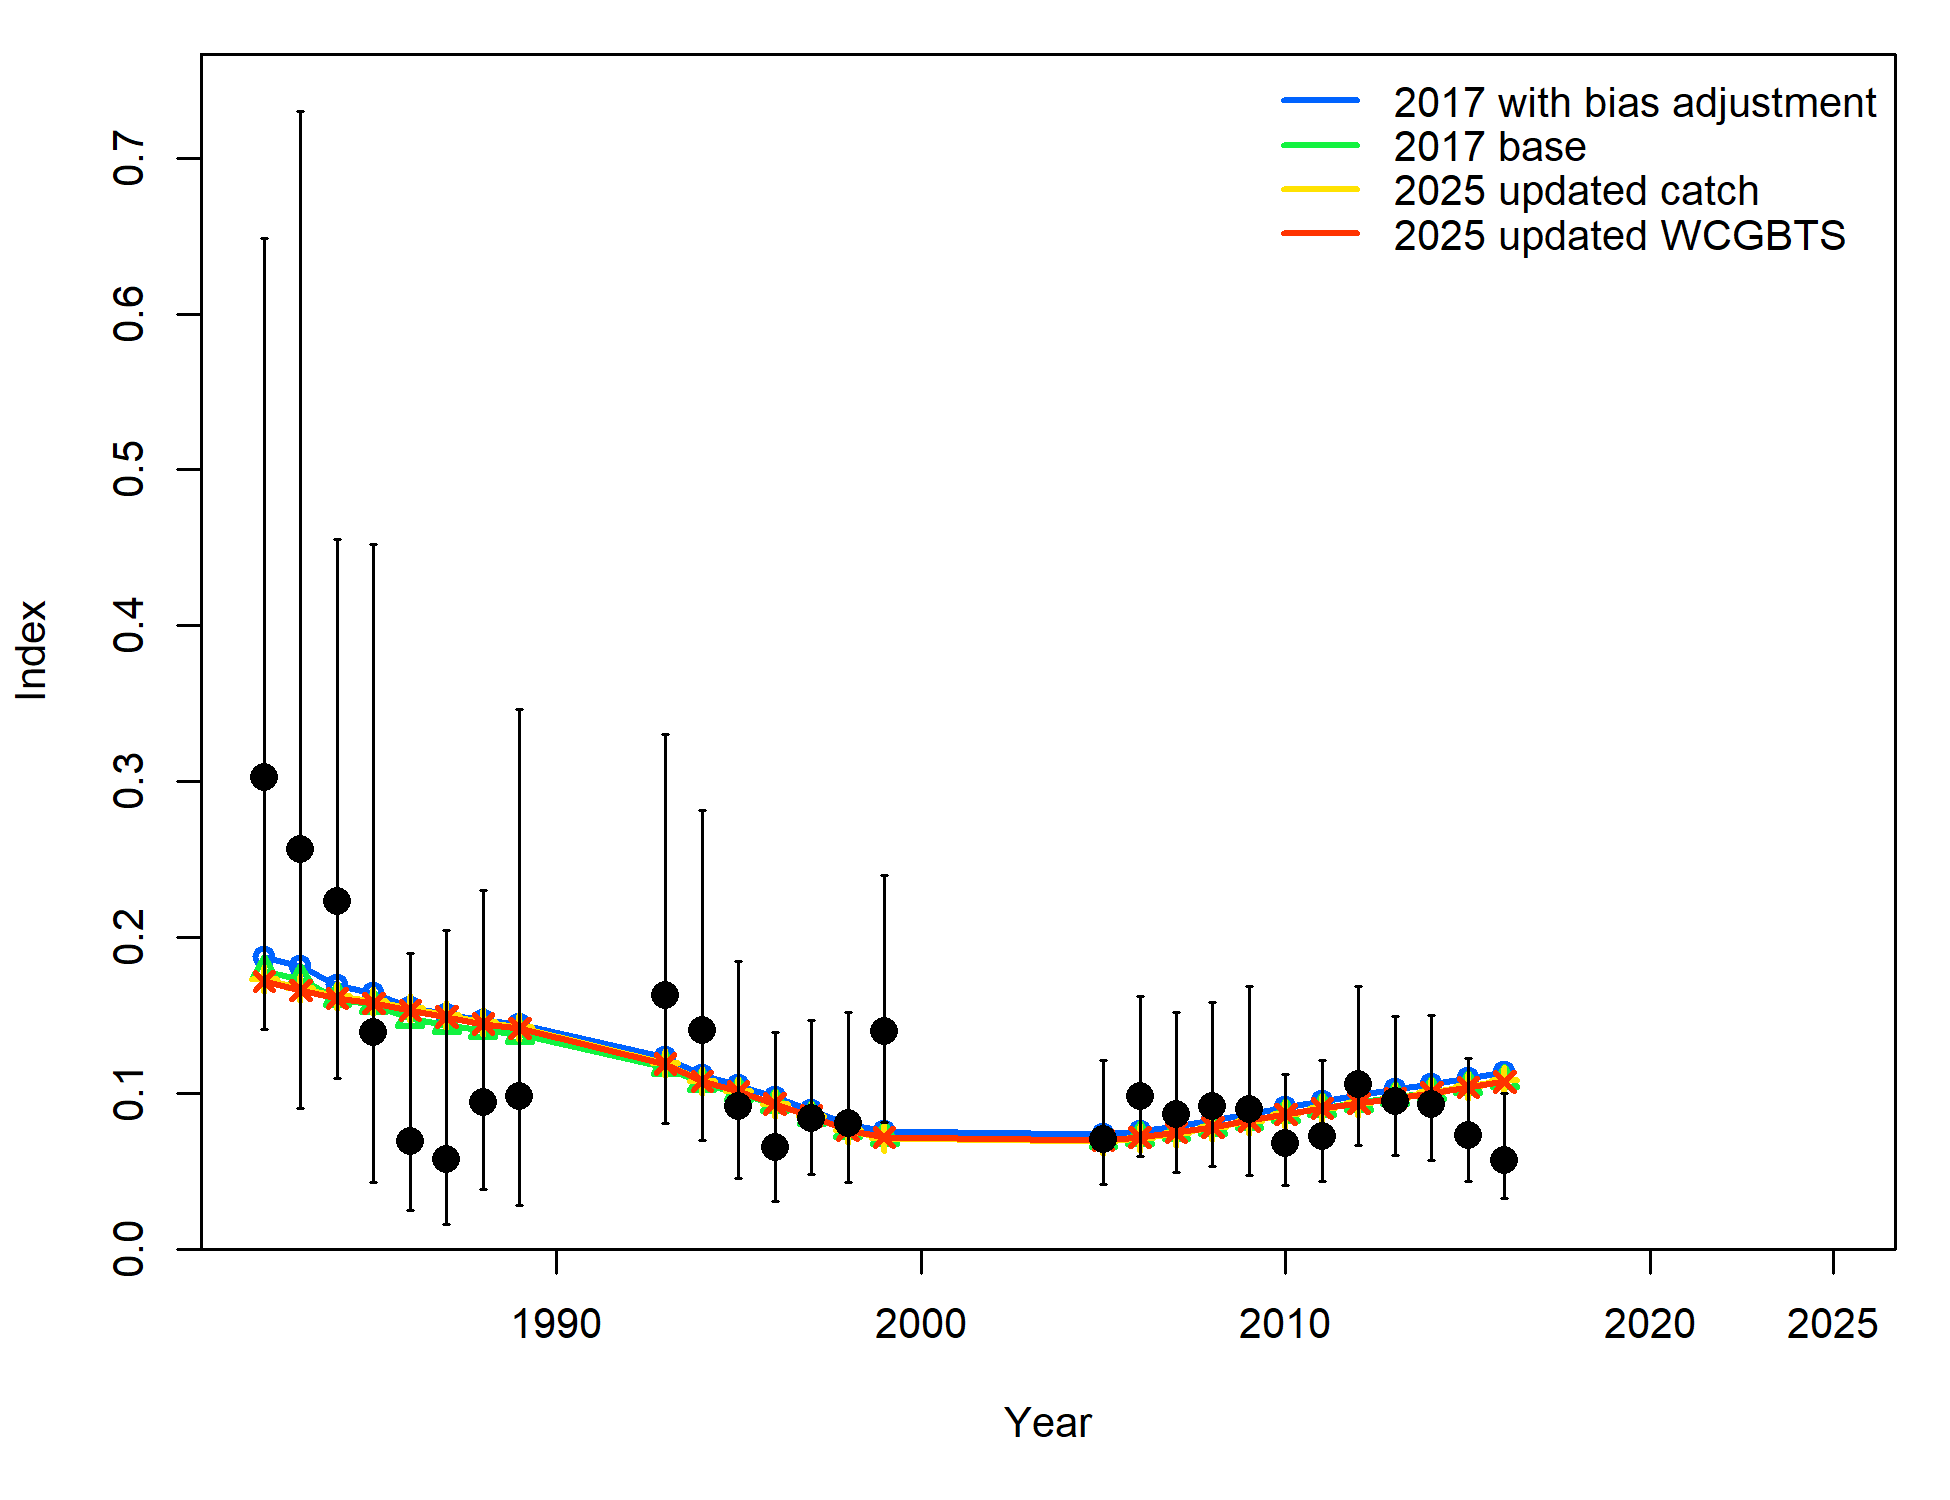 2017 with bias adjustment
2017 base
2025 updated catch
2025 updated WCGBTS
0.7
0.6
0.5
0.4
0.3
0.2
0.1
0.0
Index
1990 2000 2010 2020 2025
Year